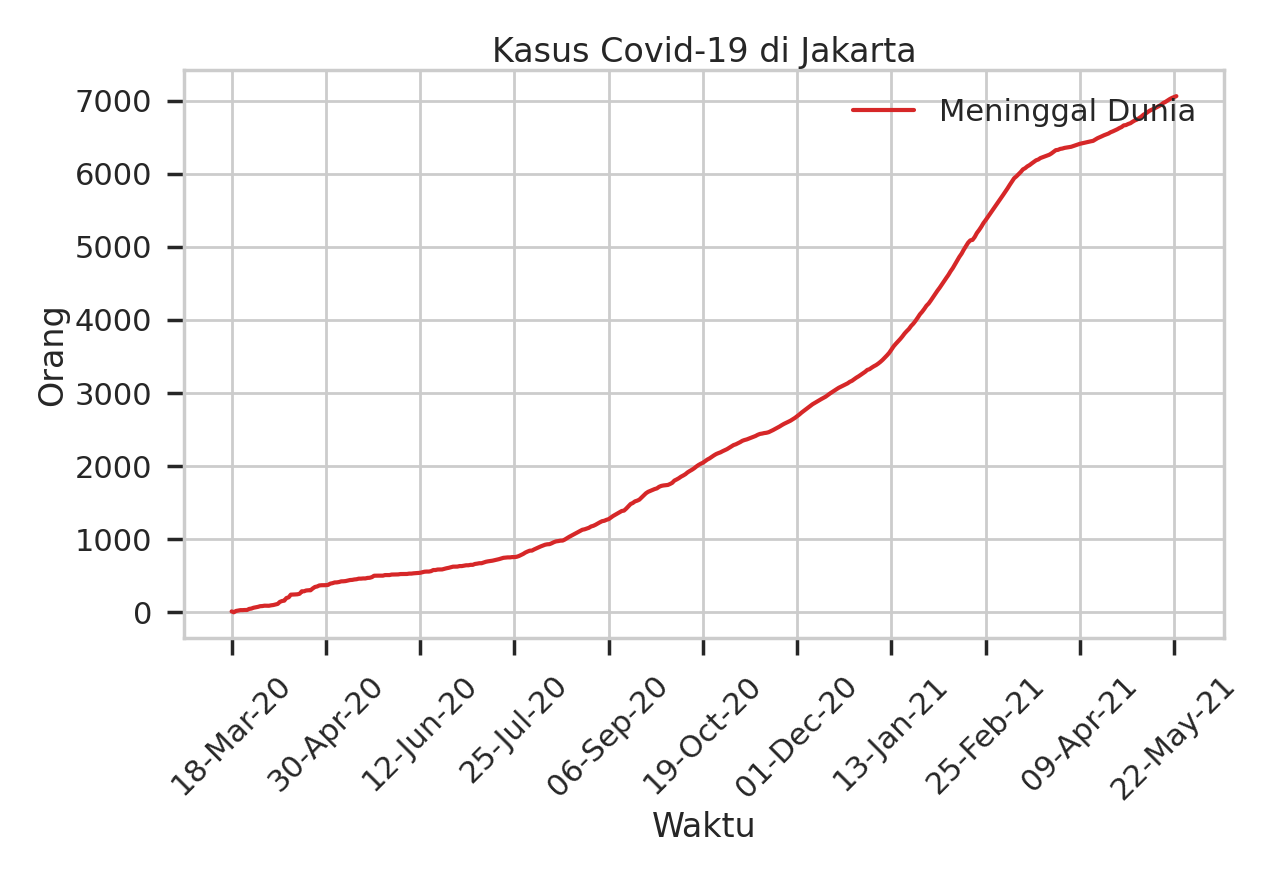 Kasus Covid-19 di Jakarta
Meninggal Dunia
Orang
7000
6000
5000
4000
3000
2000
1000
0
18-Mar-20
30-Apr-20
12-Jun-20
25-Jul-20
06-Sep-20
19-Oct-20
01-Dec-20
13-Jan-21
25-Feb-21
09-Apr-21
22-May-21
Waktu